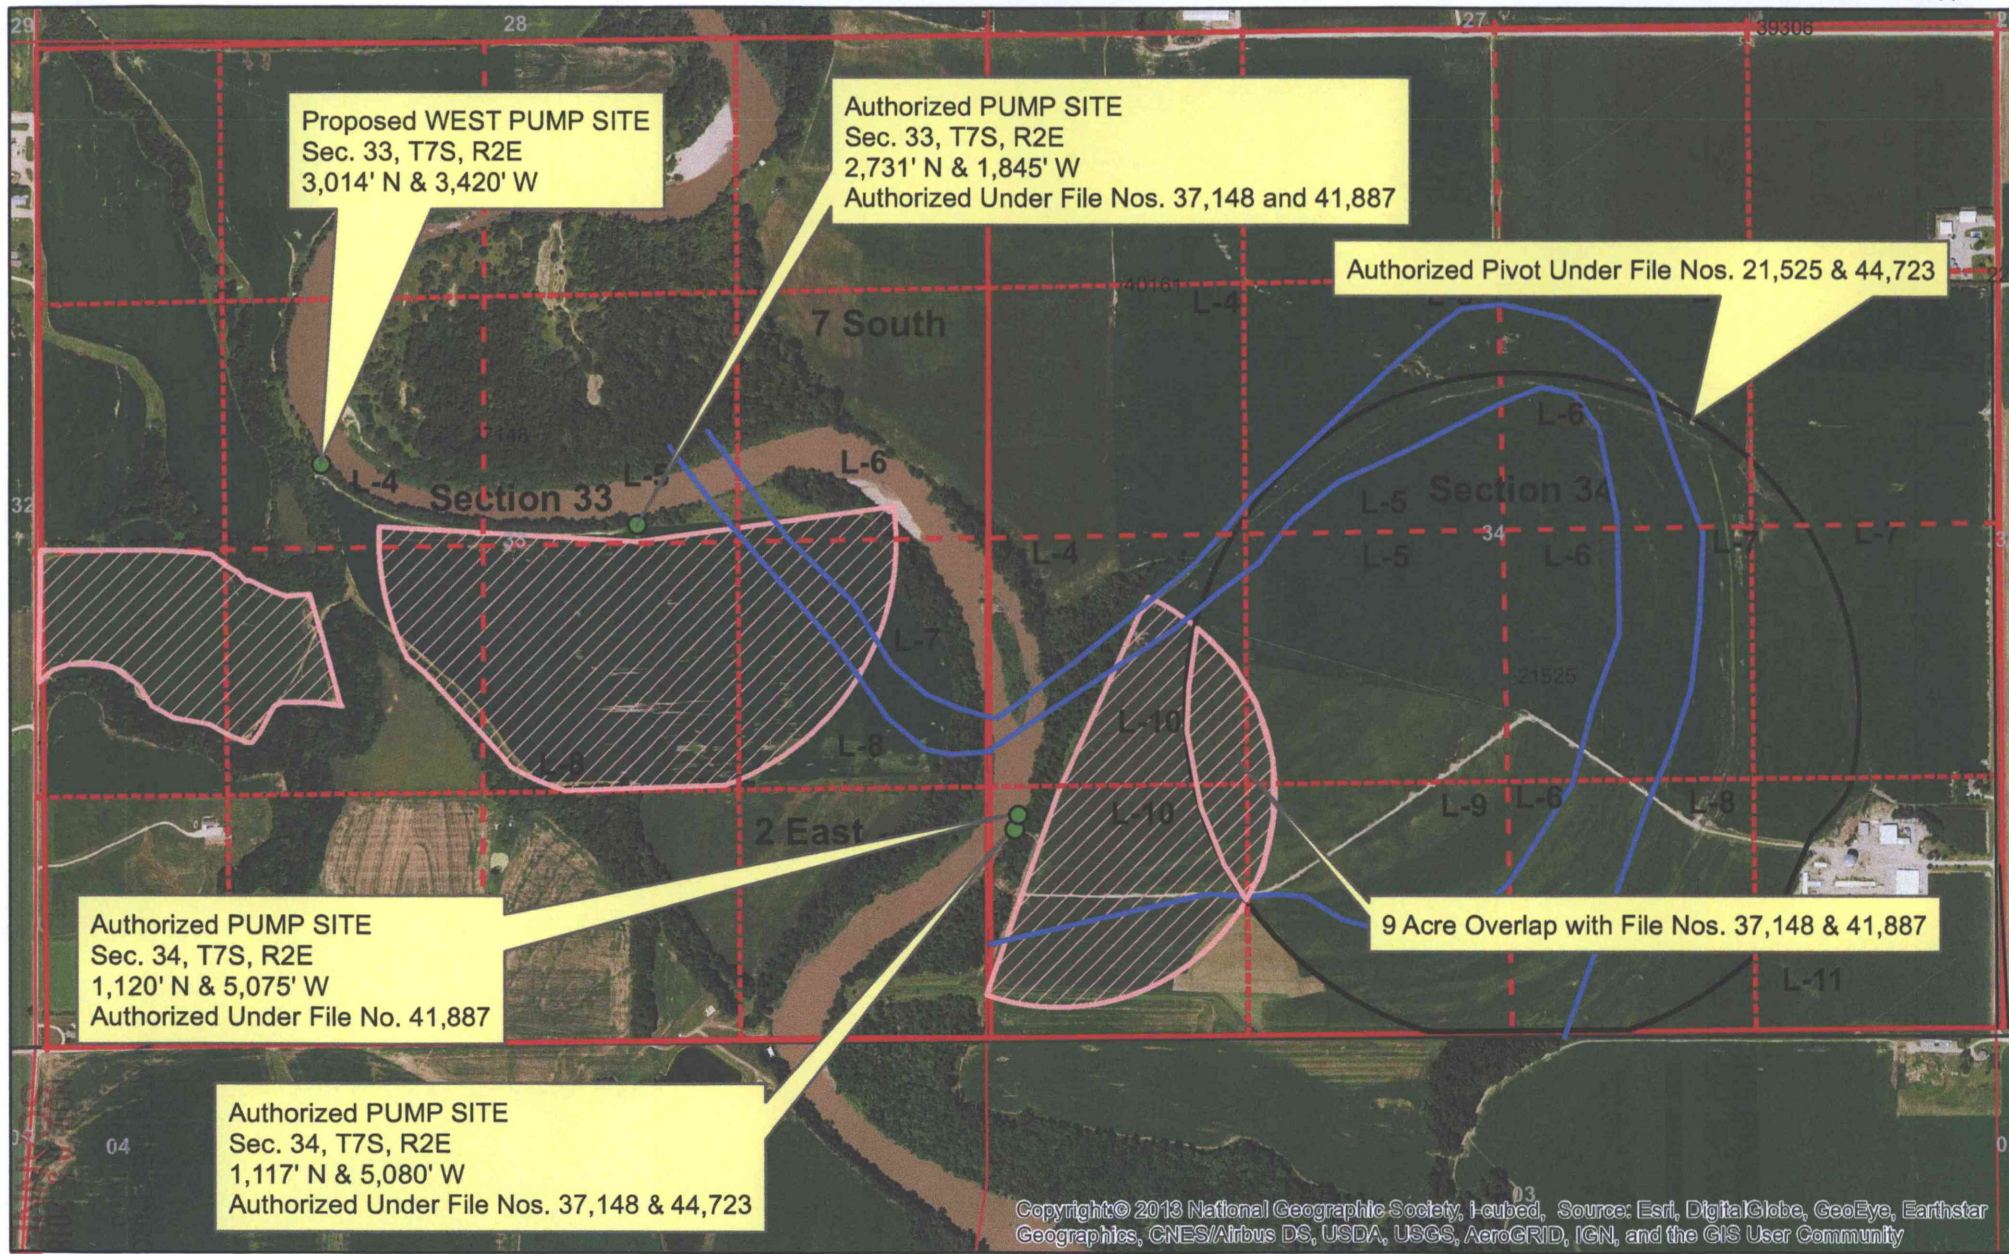 29
28
27
39306
Proposed WEST PUMP SITE
Sec. 33, T7S, R2E
3,014' N & 3,420' W
Authorized PUMP SITE
Sec. 33, T7S, R2E
2,731' N & 1,845' W
Authorized Under File Nos. 37,148 and 41,887
Authorized Pivot Under File Nos. 21,525 & 44,723
40161
L-4
7 South
L-6
L-4
L-5
L-6
Section 33
L-5
Section 34
32
34
L-4
L-5
L-6
L-7
L-7
L-7
21525
L-10
L-8
L-8
L-10
L-9
L-6
L-8
2 East
Authorized PUMP SITE
Sec. 34, T7S, R2E
1,120' N & 5,075' W
Authorized Under File No. 41,887
9 Acre Overlap with File Nos. 37,148 & 41,887
L-11
Authorized PUMP SITE
Sec. 34, T7S, R2E
1,117' N & 5,080' W
Authorized Under File Nos. 37,148 & 44,723
04
03
Copyright:© 2013 National Geographic Society, i-cubed, Source: Esri, DigitalGlobe, GeoEye, Earthstar
Geographics, CNES/Airbus DS, USDA, USGS, AeroGRID, IGN, and the GIS User Community